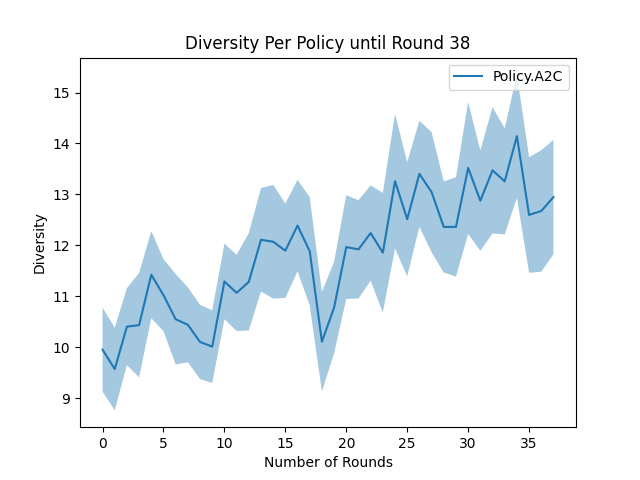 Diversity Per Policy until Round 38
Policy.A2C
15
14
13
12
11
10
9
Diversity
0 5 10 15 20 25 30 35
Number of Rounds